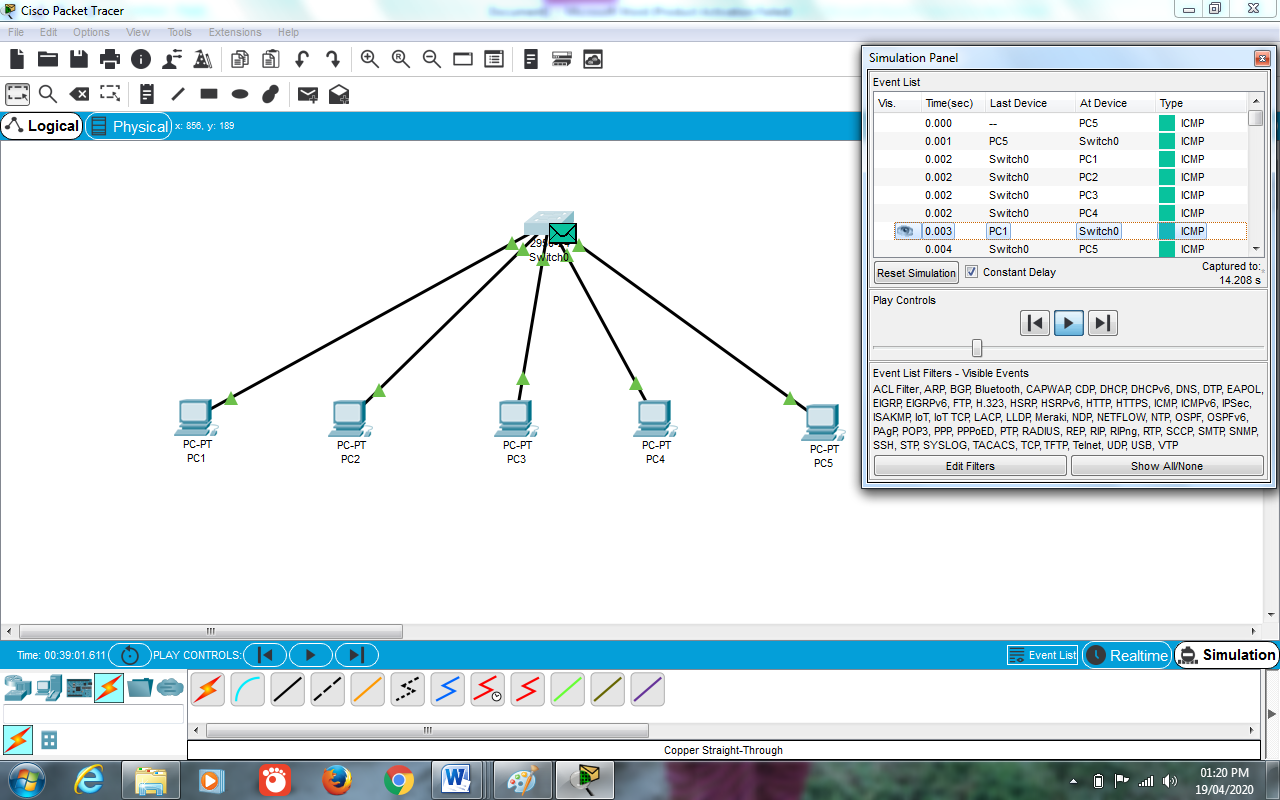 Cisco Packet Tracer
File Edit Options View Tools Extensions Help
Logical Physical x: 856, y: 189
Switch0
PC-PT
PC1
PC-PT
PC2
PC-PT
PC3
PC-PT
PC4
PC-PT
PC5
Simulation Panel
Event List
Vis. Time(sec) Last Device At Device Type
0.000 -- PC5 ICMP
0.001 PC5 Switch0 ICMP
0.002 Switch0 PC1 ICMP
0.002 Switch0 PC2 ICMP
0.002 Switch0 PC3 ICMP
0.002 Switch0 PC4 ICMP
0.003 PC1 Switch0 ICMP
0.004 Switch0 PC5 ICMP
Reset Simulation Constant Delay Captured to:
14.208 s
Play Controls
Event List Filters - Visible Events
ACL Filter, ARP, BGP, Bluetooth, CAPWAP, CDP, DHCP, DHCPv6, DNS, DTP, EAPOL,
EIGRP, EIGRPv6, FTP, H.323, HSRP, HSRPv6, HTTP, HTTPS, ICMP, ICMPv6, IPSec,
ISAKMP, IoT, IoT TCP, LACP, LLDP, Meraki, NDP, NETFLOW, NTP, OSPF, OSPFv6,
PAgP, POP3, PPP, PPPoED, PTP, RADIUS, REP, RIP, RIPng, RTP, SCCP, SMTP, SNMP,
SSH, STP, SYSLOG, TACACS, TCP, TFTP, Telnet, UDP, USB, VTP
Edit Filters Show All/None
Time: 00:39:01.611 PLAY CONTROLS: Event List Realtime Simulation
Copper Straight-Through
01:20 PM
19/04/2020